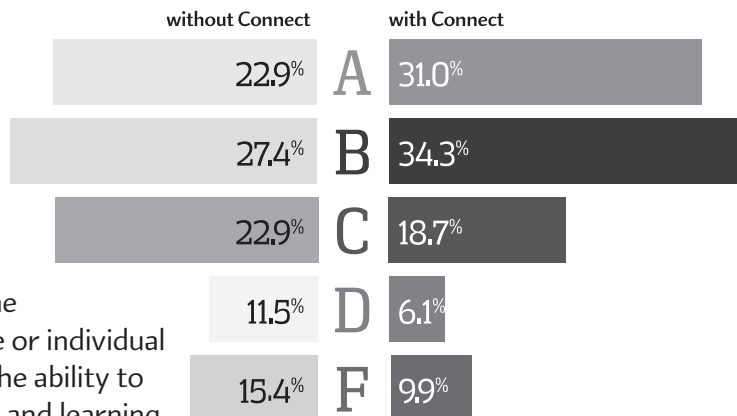 without Connect with Connect
22.9% A 31.0%
27.4% B 34.3%
22.9% C 18.7%
11.5% D 6.1%
or individual
15.4% F 9.9%
the ability to
and learning